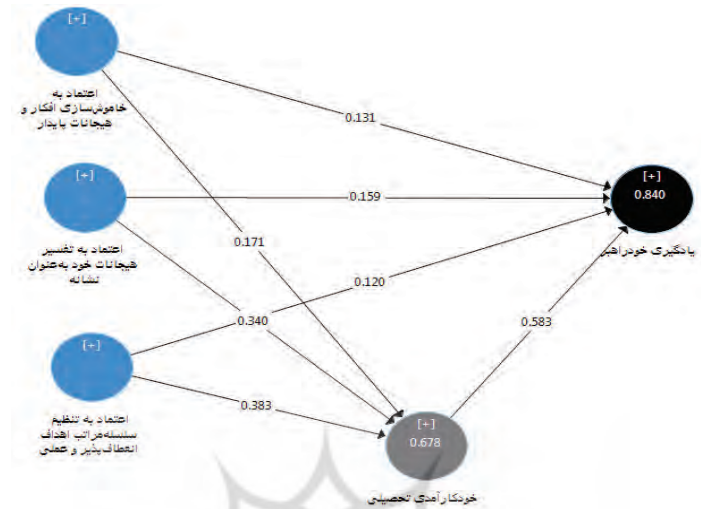 [+]
اعتماد به
خاموش‌سازی افکار و
هیجانات پایدار
0.131
[+]
0.840
یادگیری خودراهبر
[+]
0.159
اعتماد به تفسیر
هیجانات خود به‌عنوان
نشانه
0.171
0.120
0.340
0.583
[+]
اعتماد به تنظیم
سلسله‌مراتب اهداف
انعطاف‌پذیر و عملی
0.383
[+]
0.678
خودکارآمدی تحصیلی